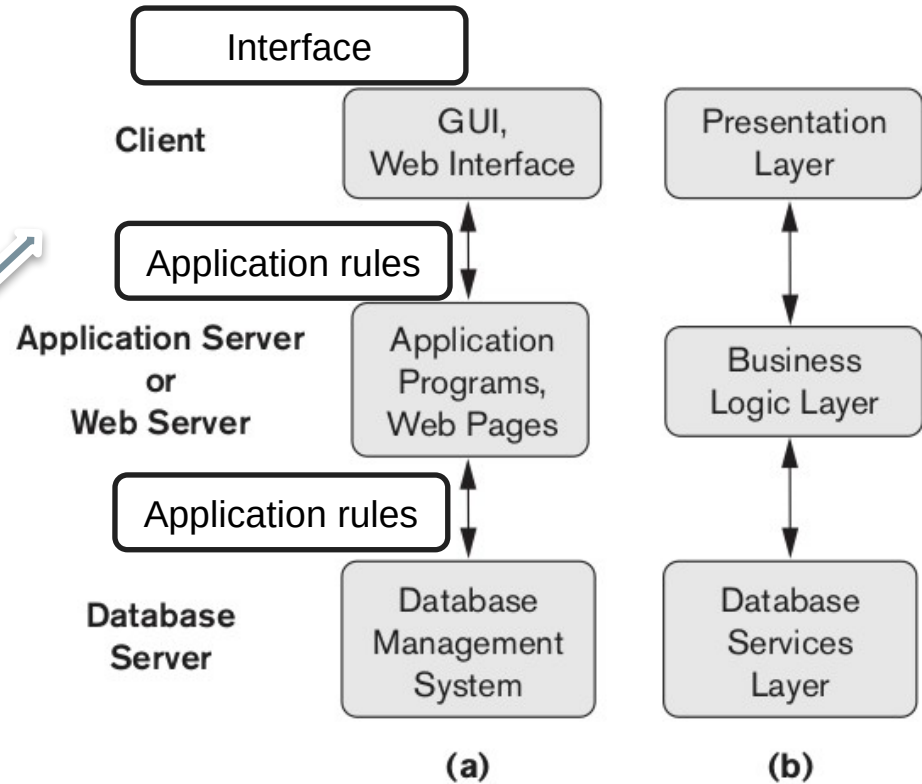 Interface
Client
GUI,
Web Interface
Presentation
Layer
Application rules
Application Server
or
Web Server
Application
Programs,
Web Pages
Business
Logic Layer
Application rules
Database
Server
Database
Management
System
Database
Services
Layer
(a)
(b)